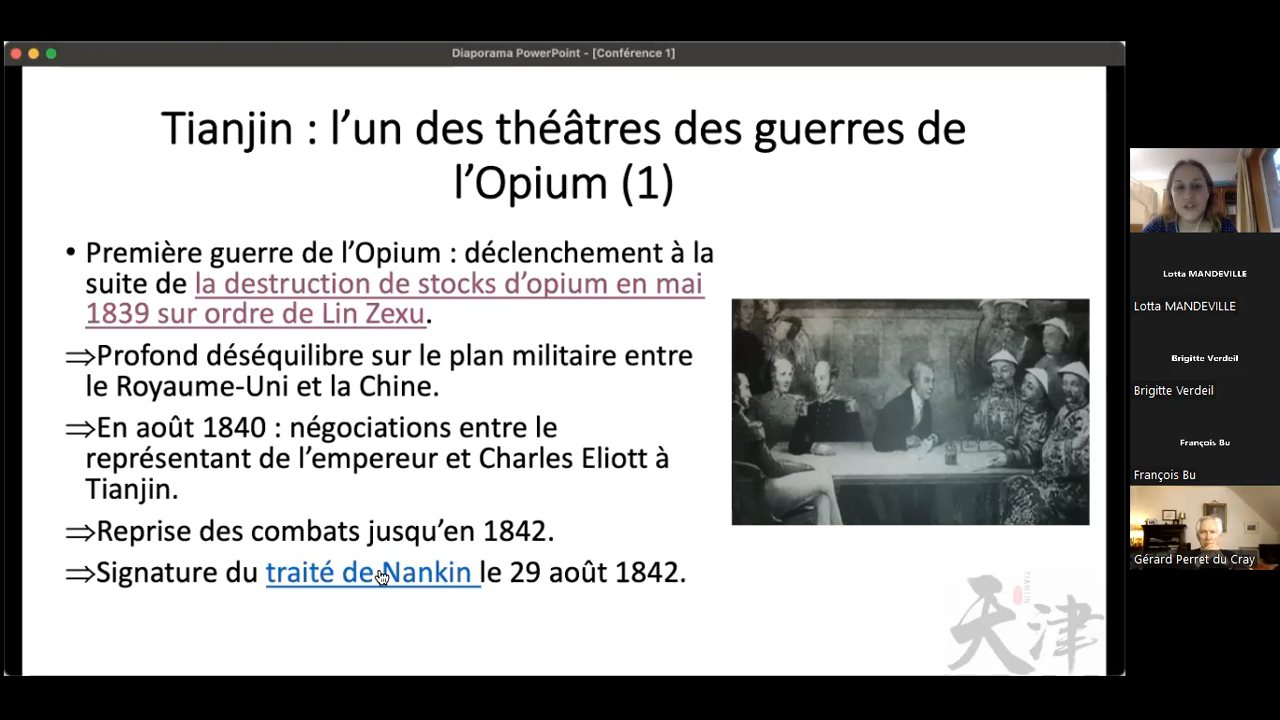 Diaporama PowerPoint - [Conférence 1]
Tianjin : l’un des théâtres des guerres de
l’Opium (1)
• Première guerre de l’Opium : déclenchement à la
suite de la destruction de stocks d’opium en mai
1839 sur ordre de Lin Zexu.
⇒Profond déséquilibre sur le plan militaire entre
le Royaume-Uni et la Chine.
⇒En août 1840 : négociations entre le
représentant de l’empereur et Charles Eliott à
Tianjin.
⇒Reprise des combats jusqu’en 1842.
⇒Signature du traité de Nankin le 29 août 1842.
天津
TIANJIN
Lotta MANDEVILLE
Lotta MANDEVILLE
Brigitte Verdeil
Brigitte Verdeil
François Bu
François Bu
Gérard Perret du Cray